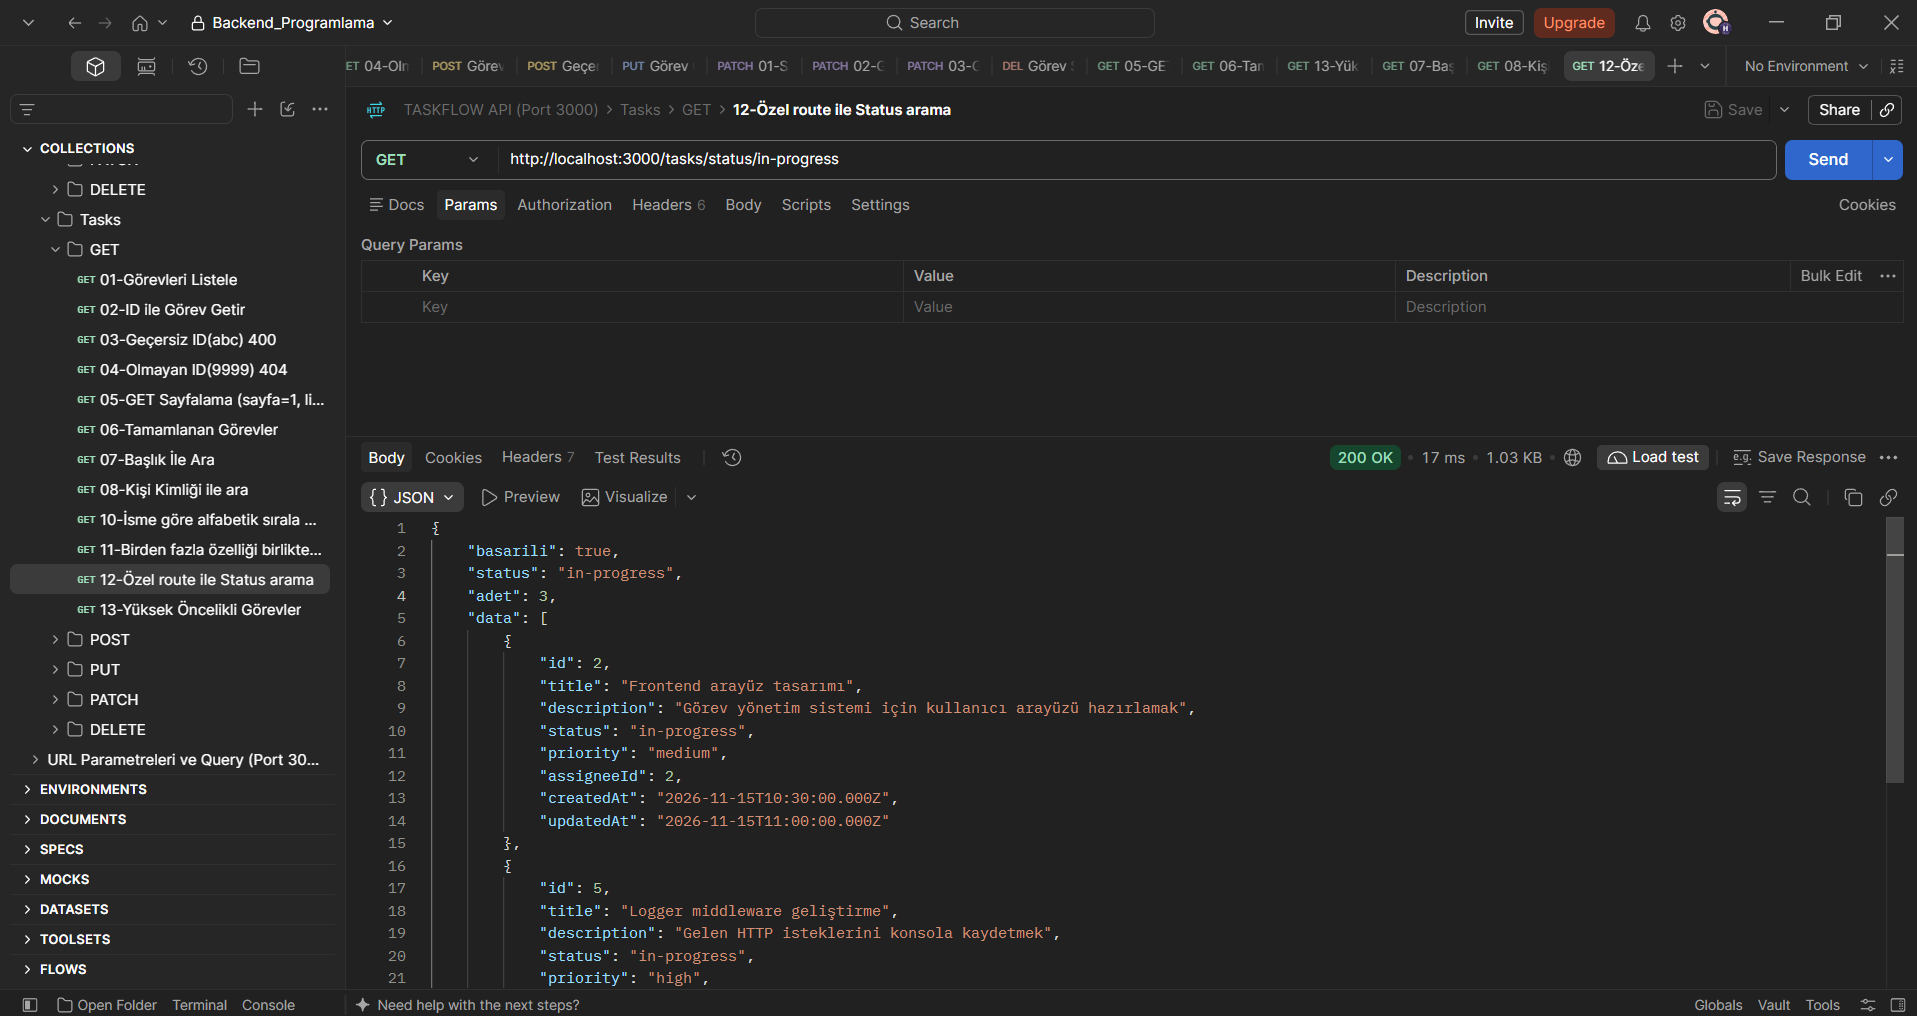 Backend_Programlama
Search
Invite
Upgrade
ET 04-Oln
POST Görev
POST Geçe
PUT Görev
PATCH 01-S
PATCH 02-
PATCH 03-
DEL Görev
GET 05-GE
GET 06-Tan
GET 13-Yük
GET 07-Baş
GET 08-Kiş
GET 12-Öze
No Environment
TASKFLOW API (Port 3000) > Tasks > GET > 12-Özel route ile Status arama
Save
Share
COLLECTIONS
GET
http://localhost:3000/tasks/status/in-progress
Send
DELETE
Tasks
GET
GET 01-Görevleri Listele
GET 02-ID ile Görev Getir
GET 03-Geçersiz ID(abc) 400
GET 04-Olmayan ID(9999) 404
GET 05-GET Sayfalama (sayfa=1, li...
GET 06-Tamamlanan Görevler
GET 07-Başlık İle Ara
GET 08-Kişi Kimliği ile ara
GET 10-İsme göre alfabetik sırala ...
GET 11-Birden fazla özelliği birlikte...
GET 12-Özel route ile Status arama
GET 13-Yüksek Öncelikli Görevler
POST
PUT
PATCH
DELETE
URL Parametreleri ve Query (Port 30...
ENVIRONMENTS
DOCUMENTS
SPECS
MOCKS
DATASETS
TOOLSETS
FLOWS
Docs
Params
Authorization
Headers 6
Body
Scripts
Settings
Cookies
Query Params
Key
Value
Description
Bulk Edit
Key
Value
Description
Body
Cookies
Headers 7
Test Results
200 OK
17 ms
1.03 KB
Load test
e.g. Save Response
{ } JSON
Preview
Visualize
1 {
2 "basarili": true,
3 "status": "in-progress",
4 "adet": 3,
5 "data": [
6 {
7 "id": 2,
8 "title": "Frontend arayüz tasarımı",
9 "description": "Görev yönetim sistemi için kullanıcı arayüzü hazırlamak",
10 "status": "in-progress",
11 "priority": "medium",
12 "assigneeId": 2,
13 "createdAt": "2026-11-15T10:30:00.000Z",
14 "updatedAt": "2026-11-15T11:00:00.000Z"
15 },
16 {
17 "id": 5,
18 "title": "Logger middleware geliştirme",
19 "description": "Gelen HTTP isteklerini konsola kaydetmek",
20 "status": "in-progress",
21 "priority": "high",
Open Folder
Terminal
Console
Need help with the next steps?
Globals
Vault
Tools